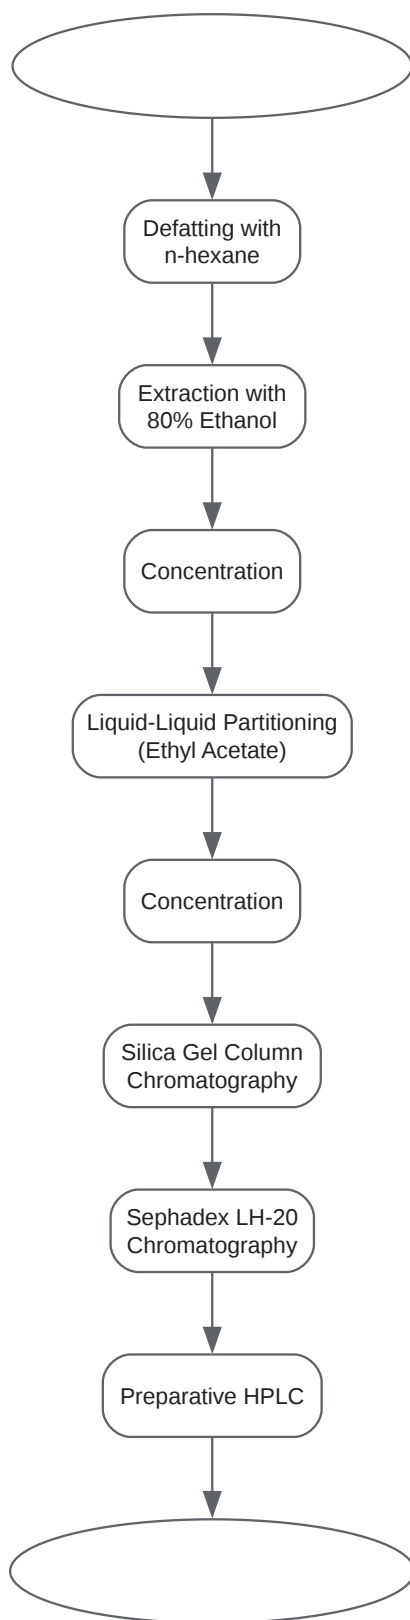 Defatting with
n-hexane
Extraction with
80% Ethanol
Concentration
Liquid-Liquid Partitioning
(Ethyl Acetate)
Concentration
Silica Gel Column
Chromatography
Sephadex LH-20
Chromatography
Preparative HPLC